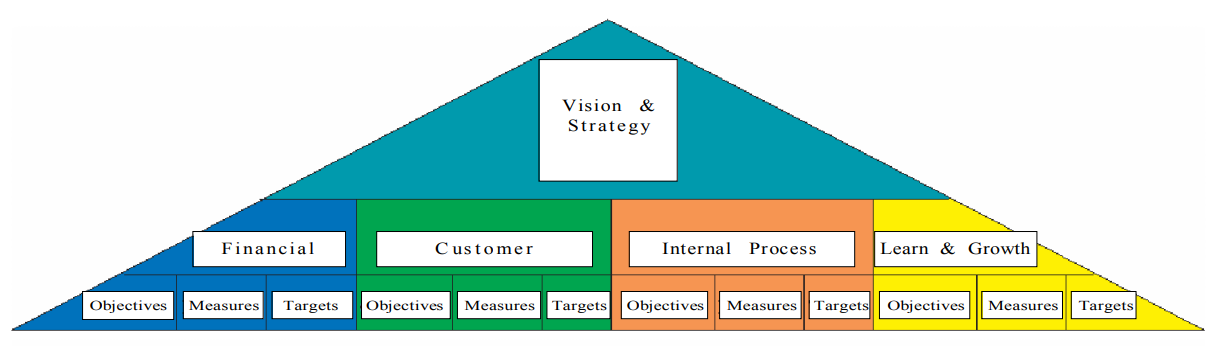 Vision &
Strategy
Financial
Customer
Internal Process
Learn & Growth
Objectives
Measures
Targets
Objectives
Measures
Targets
Objectives
Measures
Targets
Objectives
Measures
Targets